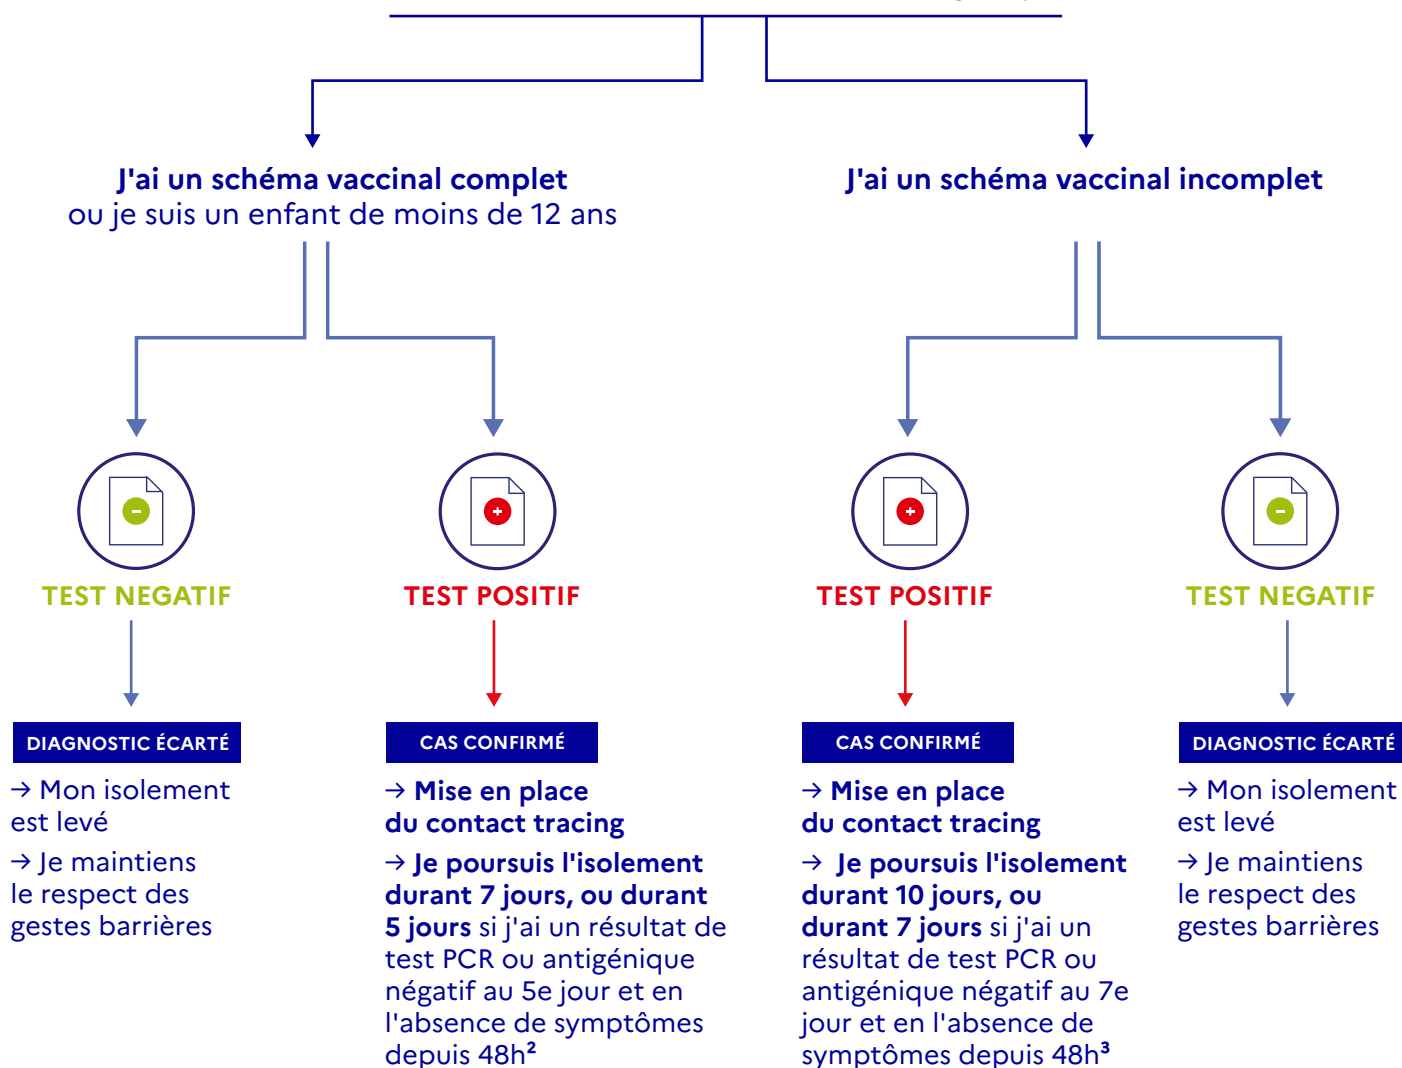 J'ai un schéma vaccinal complet
ou je suis un enfant de moins de 12 ans
J'ai un schéma vaccinal incomplet
TEST NEGATIF
DIAGNOSTIC ÉCARTÉ
→ Mon isolement
est levé
→ Je maintiens
le respect des
gestes barrières
TEST POSITIF
CAS CONFIRMÉ
→ Mise en place
du contact tracing
→ Je poursuis l'isolement
durant 7 jours, ou durant
5 jours si j'ai un résultat de
test PCR ou antigénique
négatif au 5e jour et en
l'absence de symptômes
depuis 48h²
TEST POSITIF
CAS CONFIRMÉ
→ Mise en place
du contact tracing
→ Je poursuis l'isolement
durant 10 jours, ou
durant 7 jours si j'ai un
résultat de test PCR ou
antigénique négatif au 7e
jour et en l'absence de
symptômes depuis 48h³
TEST NEGATIF
DIAGNOSTIC ÉCARTÉ
→ Mon isolement
est levé
→ Je maintiens
le respect des
gestes barrières